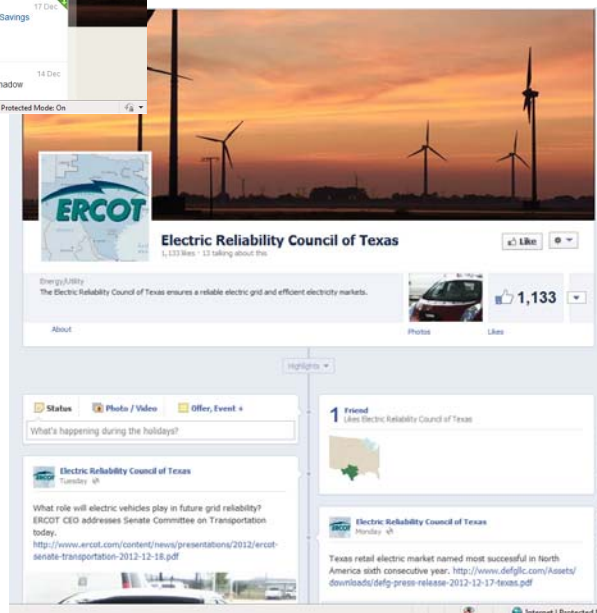 17 Dec
Savings
14 Dec
Protected Mode: On
ERCOT
Electric Reliability Council of Texas
1,133 likes · 13 talking about this
Like
Energy/Utility
The Electric Reliability Council of Texas ensures a reliable electric grid and efficient electricity markets.
About
Photos
1,133
Likes
Highlights
Status
Photo / Video
Offer, Event +
What's happening during the holidays?
ERCOT
Electric Reliability Council of Texas
Tuesday
What role will electric vehicles play in future grid reliability?
ERCOT CEO addresses Senate Committee on Transportation
today.
http://www.ercot.com/content/news/presentations/2012/ercot-
senate-transportation-2012-12-18.pdf
1 Friend
Likes Electric Reliability Council of Texas
ERCOT
Electric Reliability Council of Texas
Monday
Texas retail electric market named most successful in North
America sixth consecutive year. http://www.defgllc.com/Assets/
downloads/defg-press-release-2012-12-17-texas.pdf
Internet | Protected